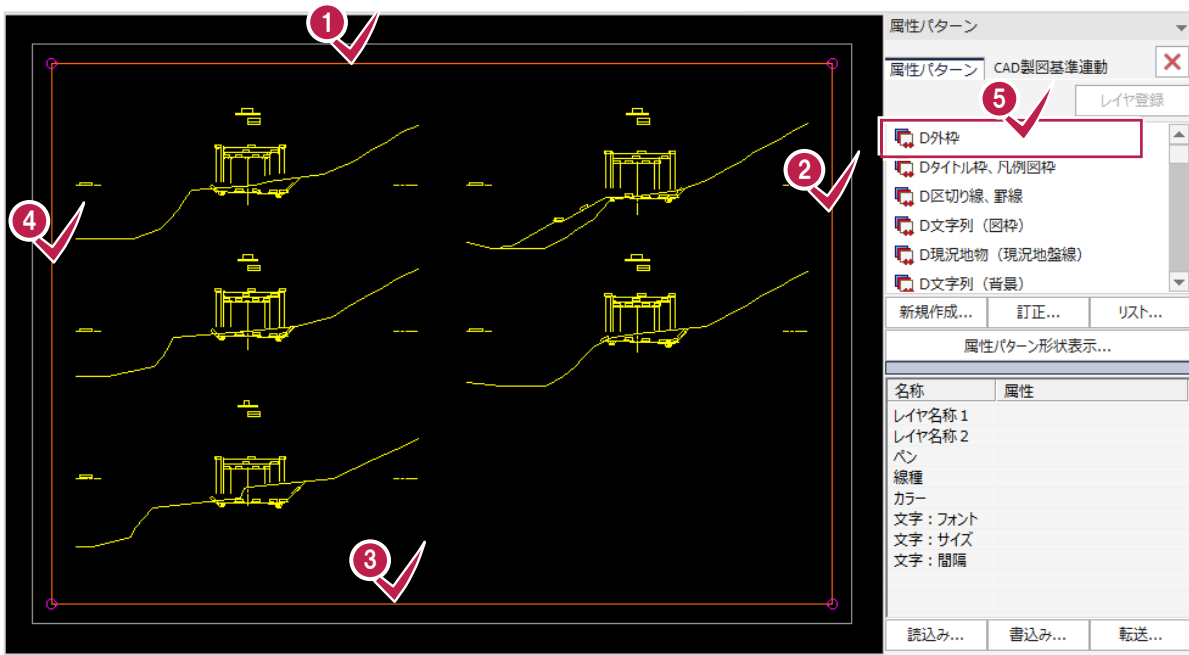 1
2
3
4
5
属性パターン
属性パターン CAD製図基準連動
レイヤ登録
D外枠
Dタイトル枠、凡例図枠
D区切り線、罫線
D文字列（図枠）
D現況地物（現況地盤線）
D文字列（背景）
新規作成... 訂正... リスト...
属性パターン形状表示...
名称 属性
レイヤ名称 1
レイヤ名称 2
ペン
線種
カラー
文字：フォント
文字：サイズ
文字：間隔
読込み... 書込み... 転送...